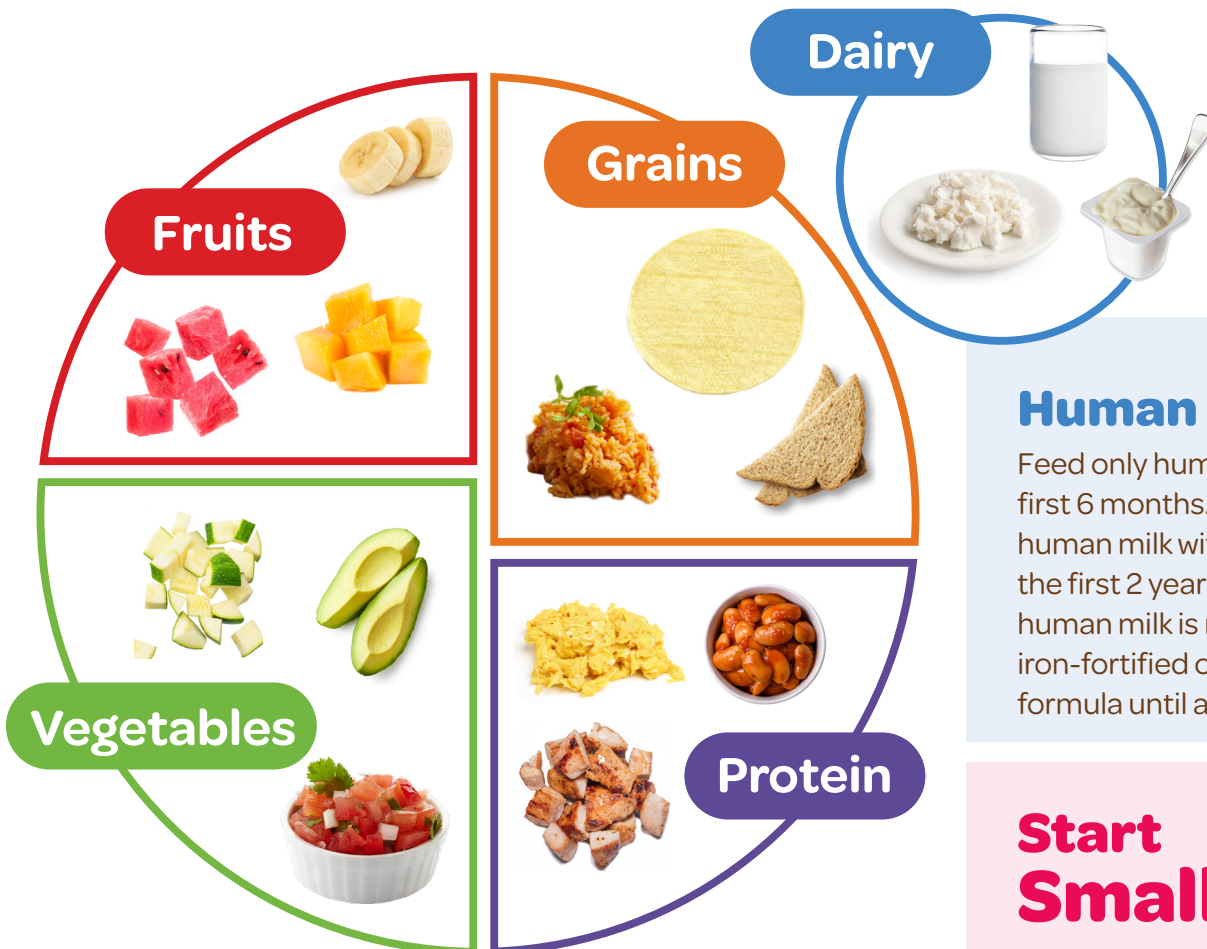 Dairy
Grains
Fruits
Vegetables
Protein
Human
Feed only hum
first 6 months.
human milk wit
the first 2 year
human milk is
iron-fortified
formula until a
Start
Small